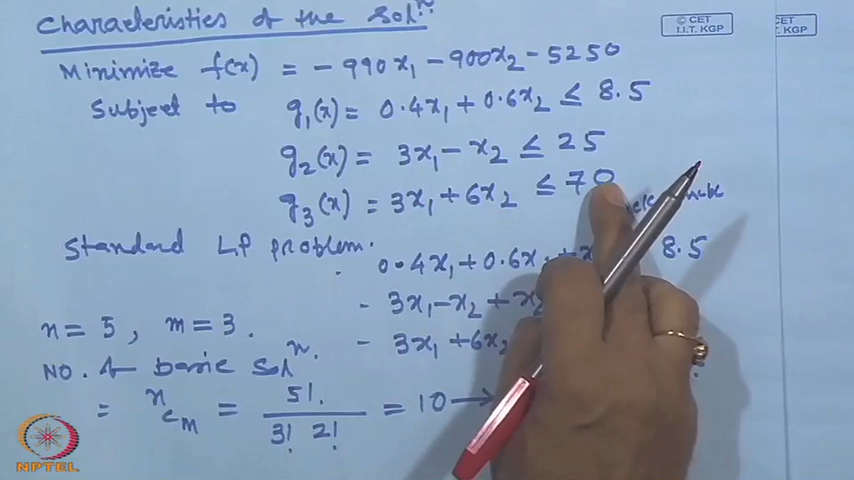 Characteristics of the Solⁿ.
© CET
I.I.T. KGP
CET
I.I.T. KGP
Minimize f(x) = -990x₁ - 900x₂ - 5250
Subject to g₁(x) = 0.4x₁ + 0.6x₂ ≤ 8.5
g₂(x) = 3x₁ - x₂ ≤ 25
g₃(x) = 3x₁ + 6x₂ ≤ 70
Standard LP problem.
0.4x₁ + 0.6x₂ + x 8.5
- 3x₁ - x₂ + x
n = 5, m = 3.
- 3x₁ + 6x₂
No. of basic Solⁿ.
= ⁿcₘ = 5! / 3! 2! = 10 →
NPTEL